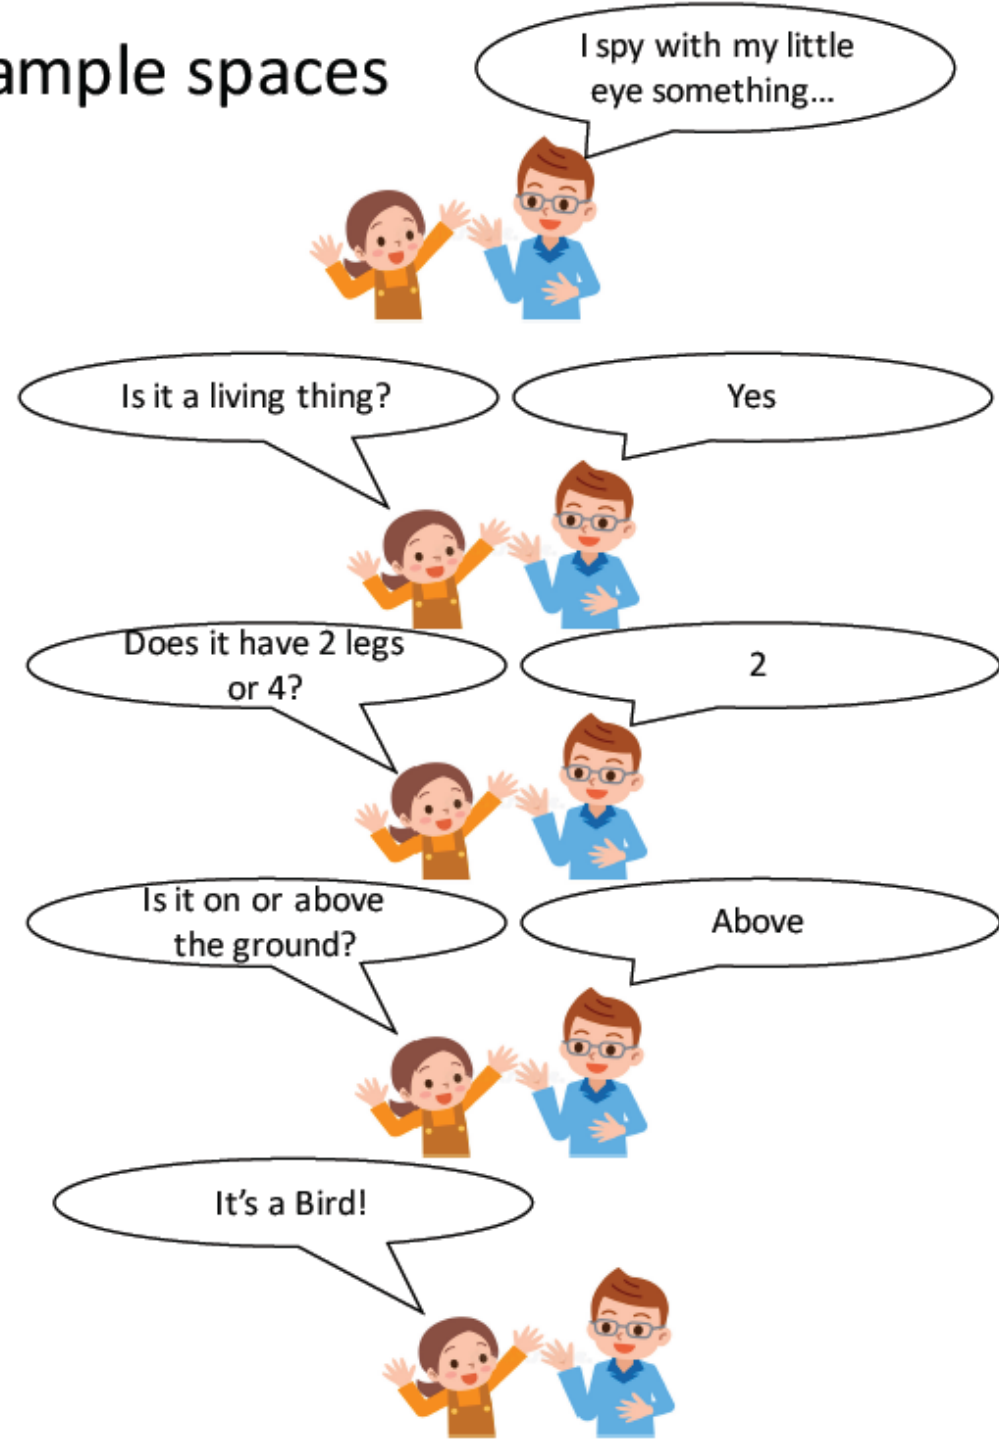 ample spaces
I spy with my little
eye something...
Is it a living thing?
Yes
Does it have 2 legs
or 4?
2
Is it on or above
the ground?
Above
It's a Bird!